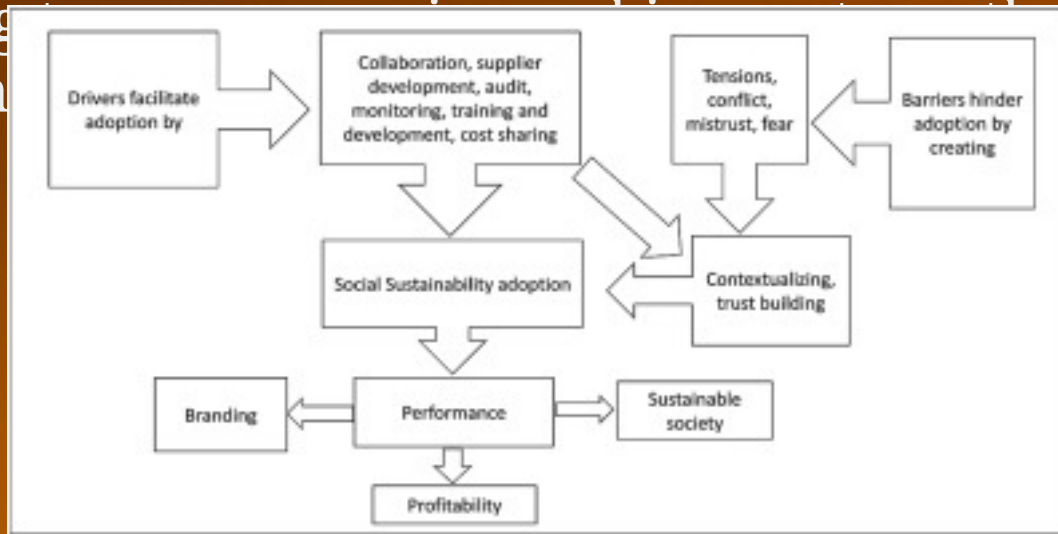 Drivers facilitate
adoption by
Collaboration, supplier
development, audit,
monitoring, training and
development, cost sharing
Tensions,
conflict,
mistrust, fear
Barriers hinder
adoption by
creating
Social Sustainability adoption
Contextualizing,
trust building
Branding
Performance
Sustainable
society
Profitability